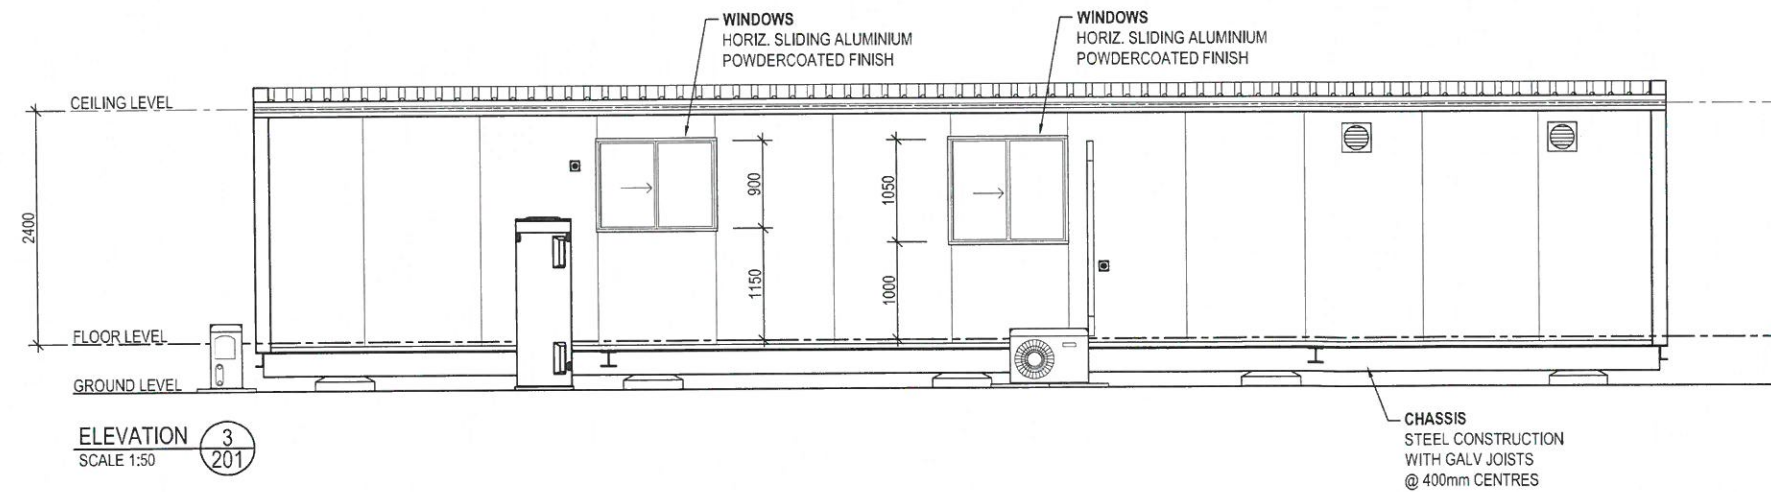 WINDOWS
HORIZ. SLIDING ALUMINIUM
POWDERCOATED FINISH
WINDOWS
HORIZ. SLIDING ALUMINIUM
POWDERCOATED FINISH
CEILING LEVEL
2400
900
1150
1050
1000
FLOOR LEVEL
GROUND LEVEL
ELEVATION
SCALE 1:50
3
201
CHASSIS
STEEL CONSTRUCTION
WITH GALV JOISTS
@ 400mm CENTRES